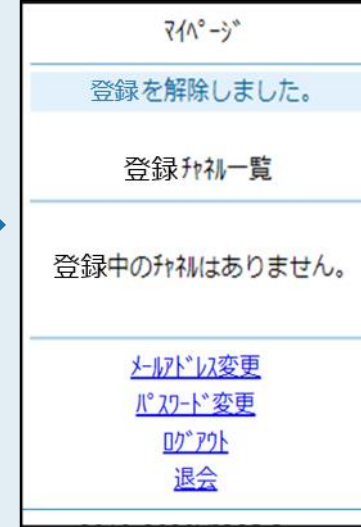 ﾏｲﾍﾟｰｼﾞ
登録を解除しました。
登録ﾁｬﾈﾙ一覧
登録中のﾁｬﾈﾙはありません。
ﾒｰﾙｱﾄﾞﾚｽ変更
ﾊﾟｽﾜｰﾄﾞ変更
ﾛｸﾞｱｳﾄ
退会